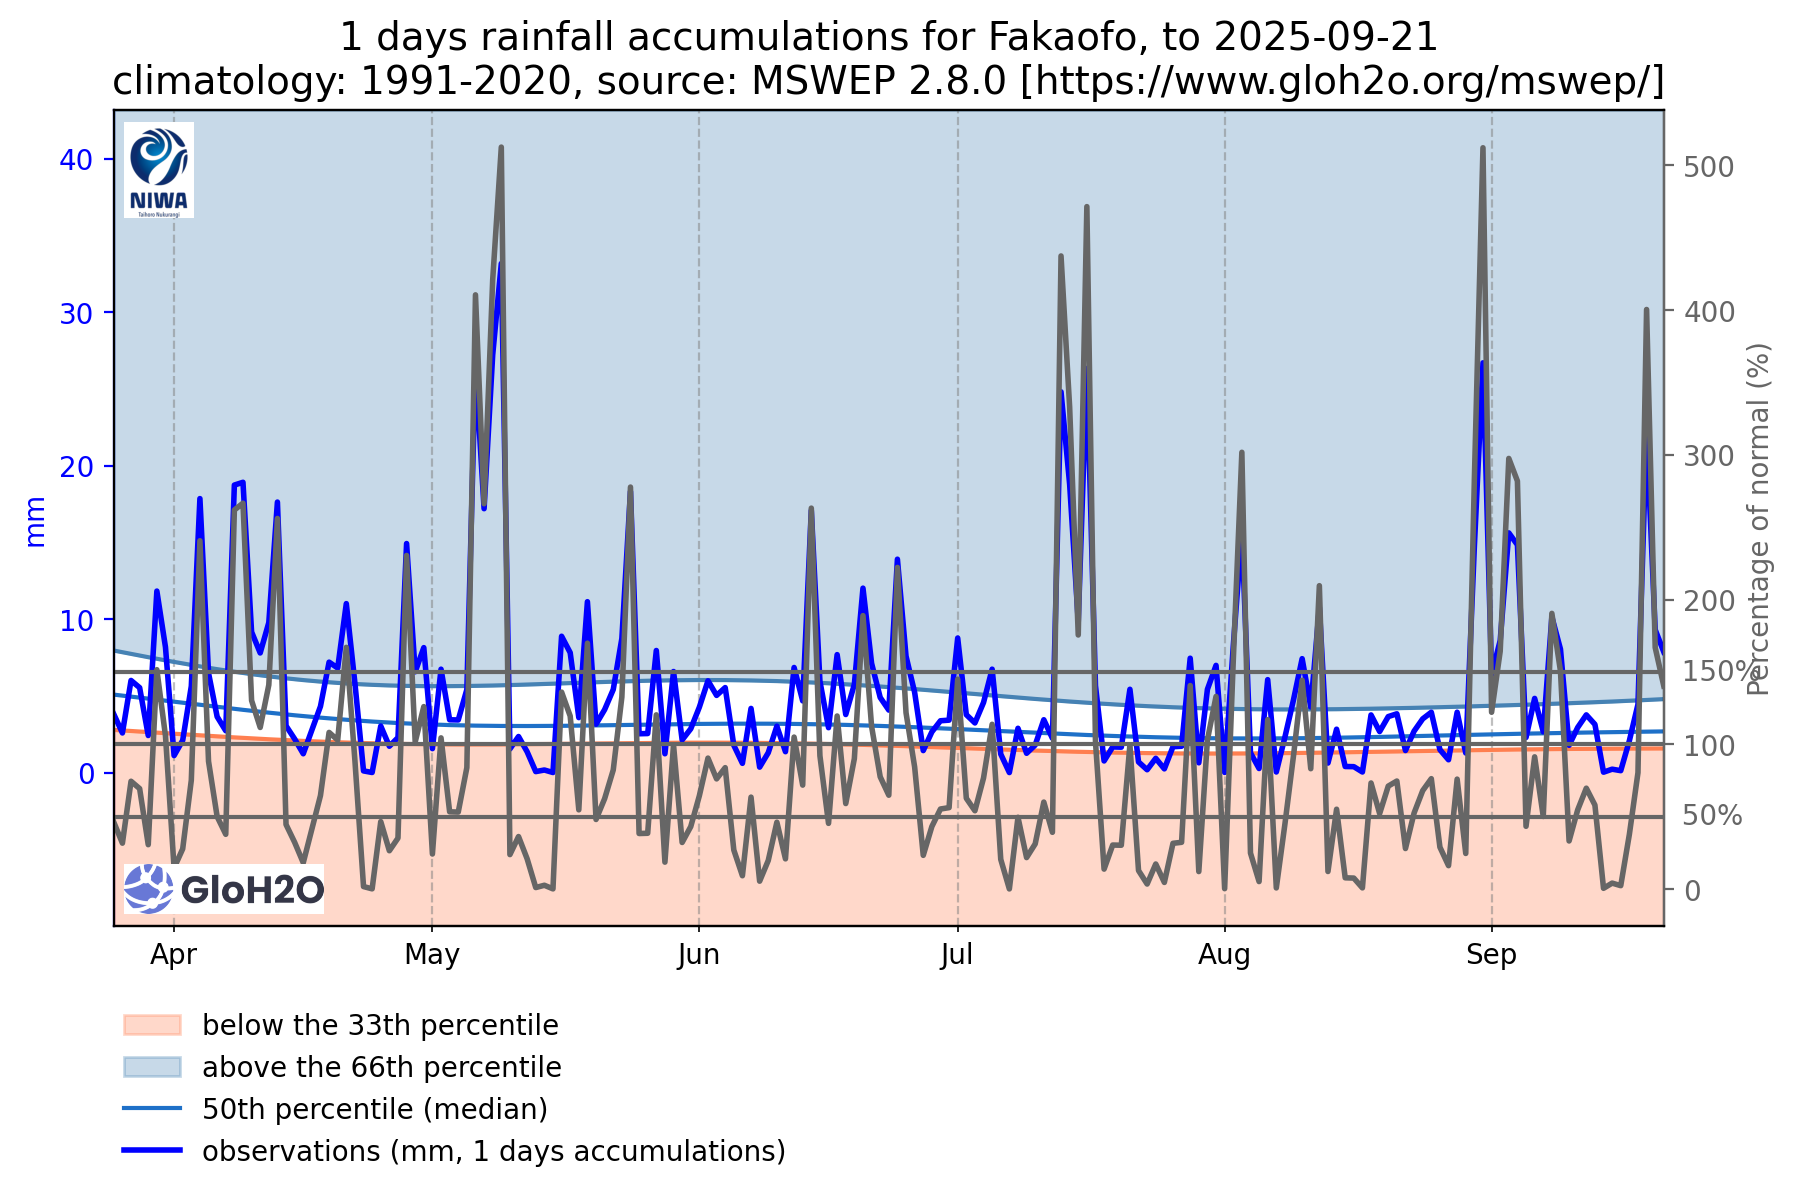 1 days rainfall accumulations for Fakaofo, to 2025-09-21
climatology: 1991-2020, source: MSWEP 2.8.0 [https://www.gloh2o.org/mswep/]
NIWA
Taihoro Nukurangi
40
30
20
10
0
mm
500
400
300
200
150%
100
50%
0
Percentage of normal (%)
GloH2O
Apr
May
Jun
Jul
Aug
Sep
below the 33th percentile
above the 66th percentile
50th percentile (median)
observations (mm, 1 days accumulations)